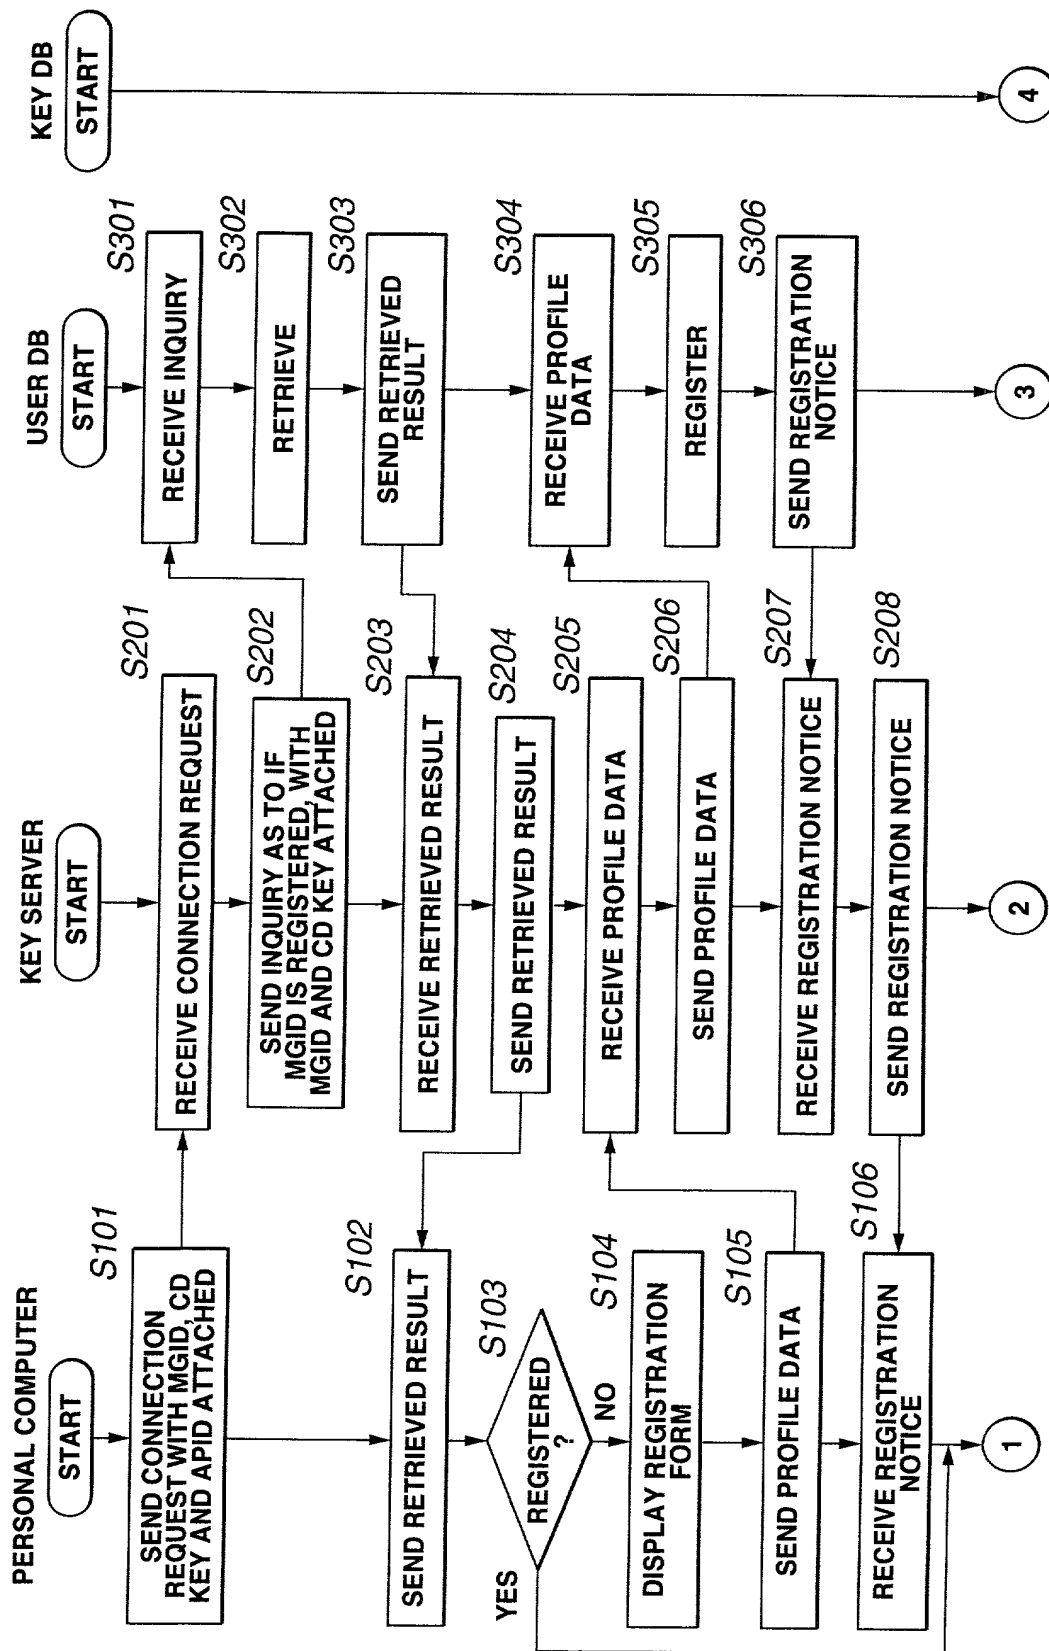 PERSONAL COMPUTER
START
S101
SEND CONNECTION
REQUEST WITH MGID, CD
KEY AND APID ATTACHED
S102
SEND RETRIEVED RESULT
S103
REGISTERED
?
YES
NO
S104
DISPLAY REGISTRATION
FORM
S105
SEND PROFILE DATA
S106
RECEIVE REGISTRATION
NOTICE
1
KEY SERVER
START
S201
RECEIVE CONNECTION REQUEST
S202
SEND INQUIRY AS TO IF
MGID IS REGISTERED, WITH
MGID AND CD KEY ATTACHED
S203
RECEIVE RETRIEVED RESULT
S204
SEND RETRIEVED RESULT
S205
RECEIVE PROFILE DATA
S206
SEND PROFILE DATA
S207
RECEIVE REGISTRATION NOTICE
S208
SEND REGISTRATION NOTICE
2
USER DB
START
S301
RECEIVE INQUIRY
S302
RETRIEVE
S303
SEND RETRIEVED
RESULT
S304
RECEIVE PROFILE
DATA
S305
REGISTER
S306
SEND REGISTRATION
NOTICE
3
KEY DB
START
4